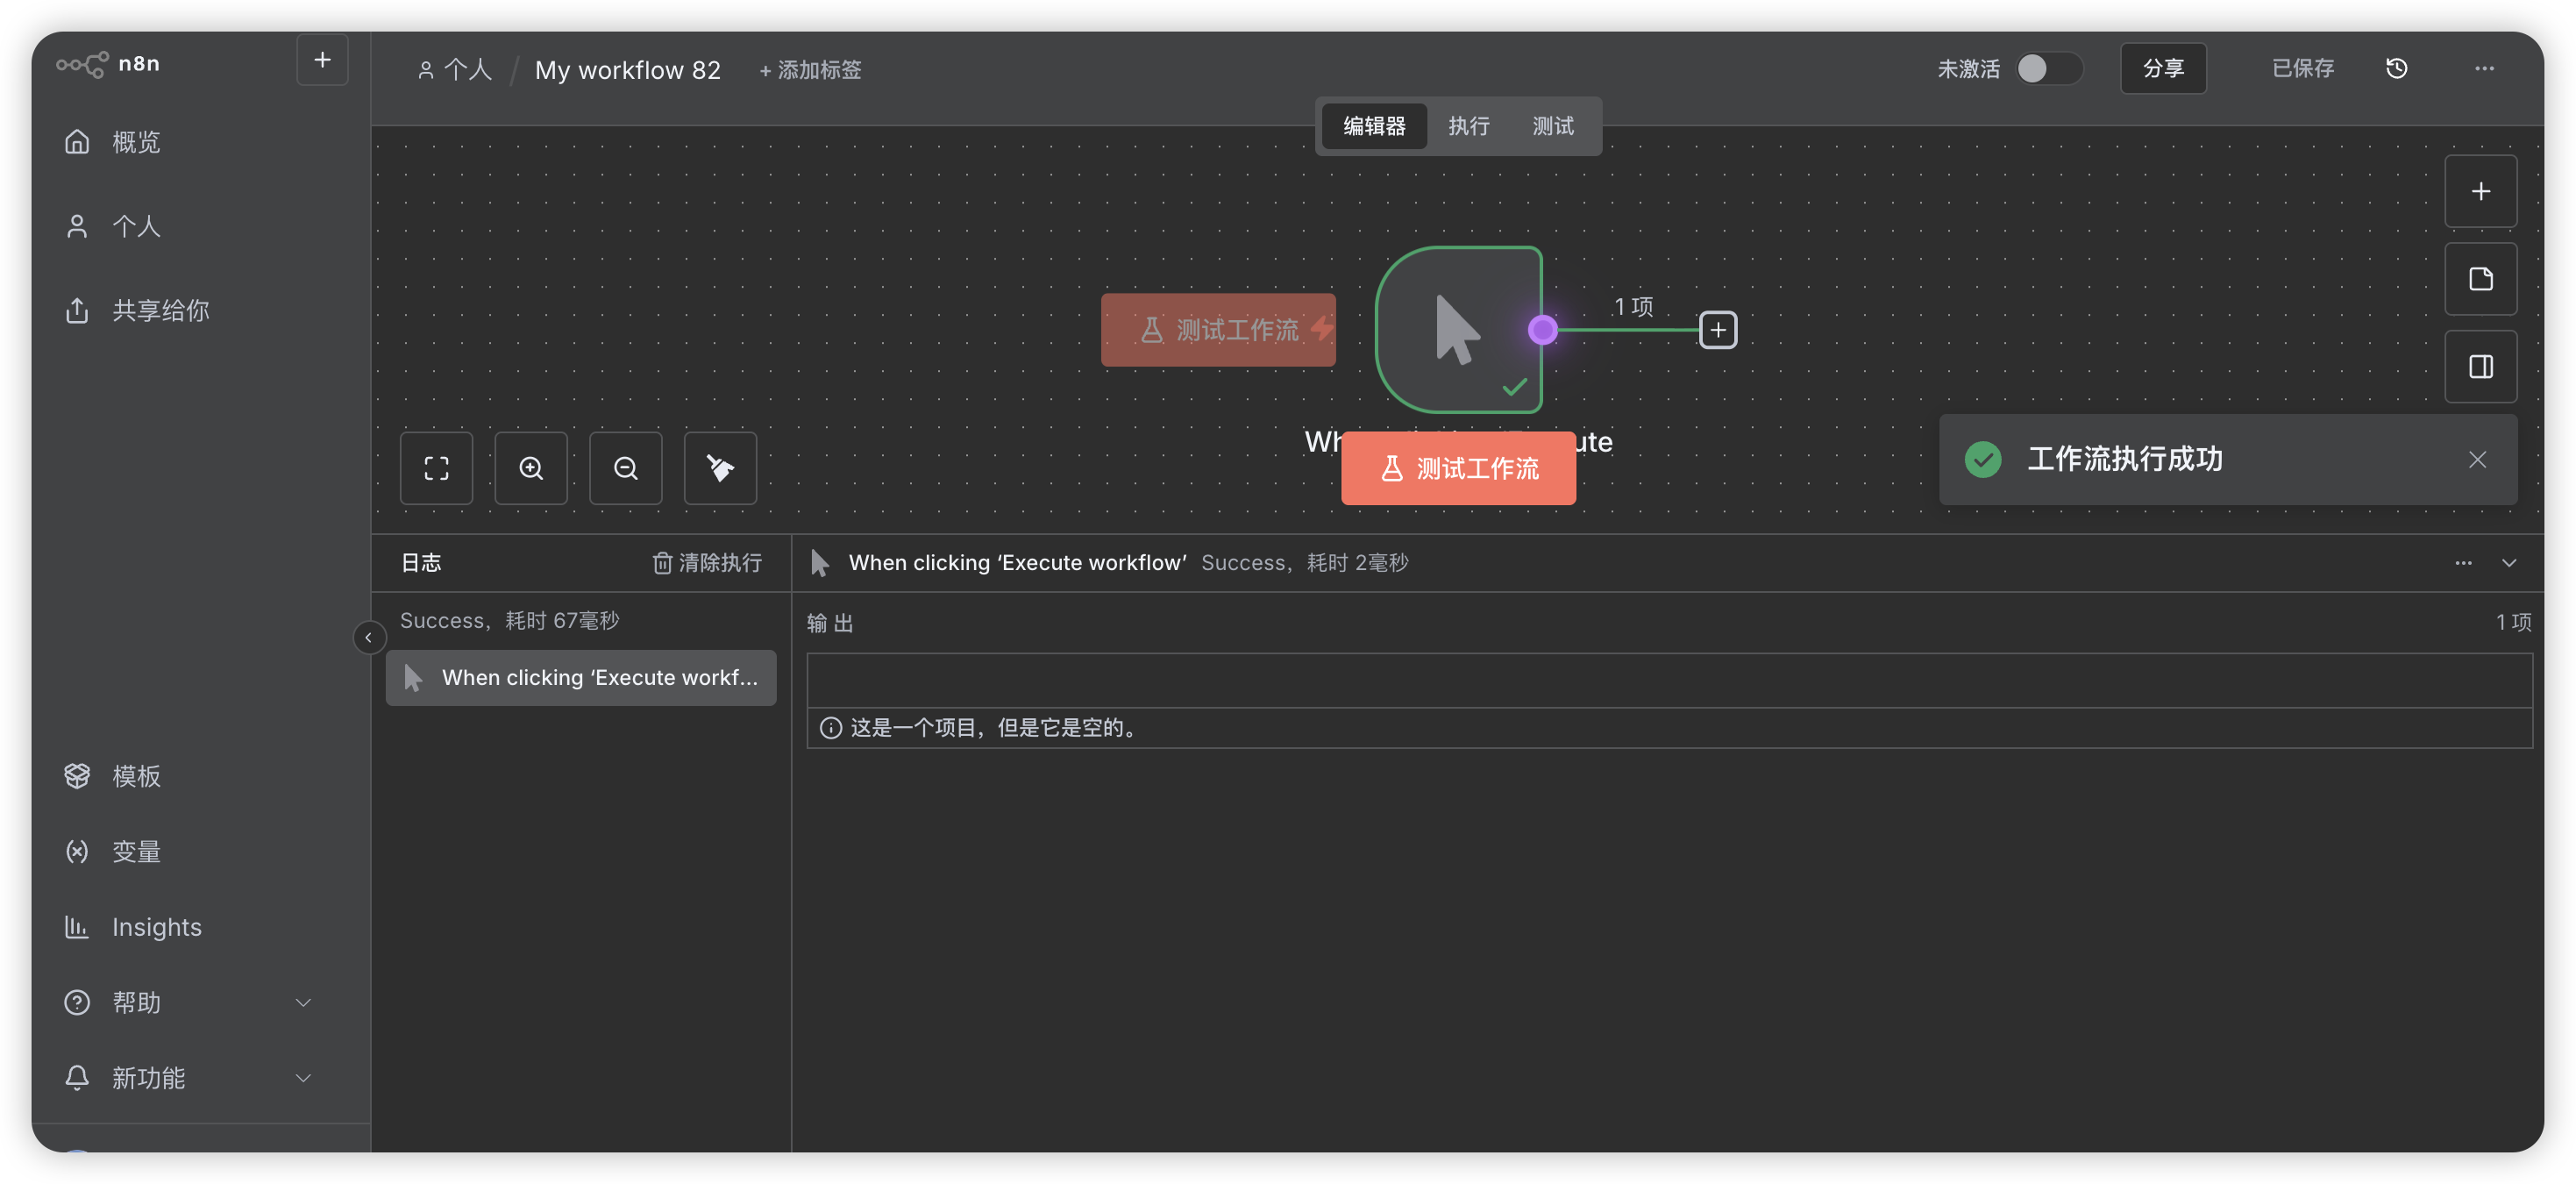 n8n
个人 / My workflow 82 + 添加标签
未激活 分享 已保存
编辑器 执行 测试
概览
个人
共享给你
模板
变量
Insights
帮助
新功能
测试工作流
1 项
测试工作流
工作流执行成功
日志 清除执行
Success，耗时 67毫秒
When clicking ‘Execute workf...
When clicking ‘Execute workflow’ Success，耗时 2毫秒
输出 1 项
这是一个项目，但是它是空的。